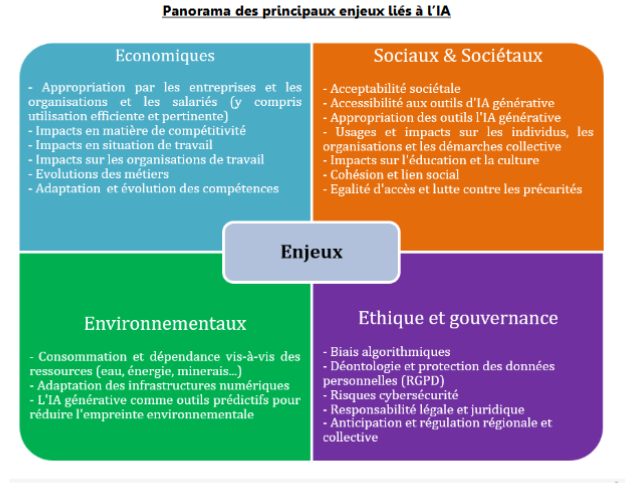 Panorama des principaux enjeux liés à l'IA
Economiques
- Appropriation par les entreprises et les
organisations et les salariés (y compris
utilisation efficiente et pertinente)
- Impacts en matière de compétitivité
- Impacts en situation de travail
- Impacts sur les organisations de travail
- Evolutions des métiers
- Adaptation et évolution des compétences
Sociaux & Sociétaux
- Acceptabilité sociétale
- Accessibilité aux outils d'IA générative
- Appropriation des outils l'IA générative
- Usages et impacts sur les individus, les
organisations et les démarches collective
- Impacts sur l'éducation et la culture
- Cohésion et lien social
- Egalité d'accès et lutte contre les précarités
Enjeux
Environnementaux
- Consommation et dépendance vis-à-vis des
ressources (eau, énergie, minerais...)
- Adaptation des infrastructures numériques
- L'IA générative comme outils prédictifs pour
réduire l'empreinte environnementale
Ethique et gouvernance
- Biais algorithmiques
- Déontologie et protection des données
personnelles (RGPD)
- Risques cybersécurité
- Responsabilité légale et juridique
- Anticipation et régulation régionale et
collective